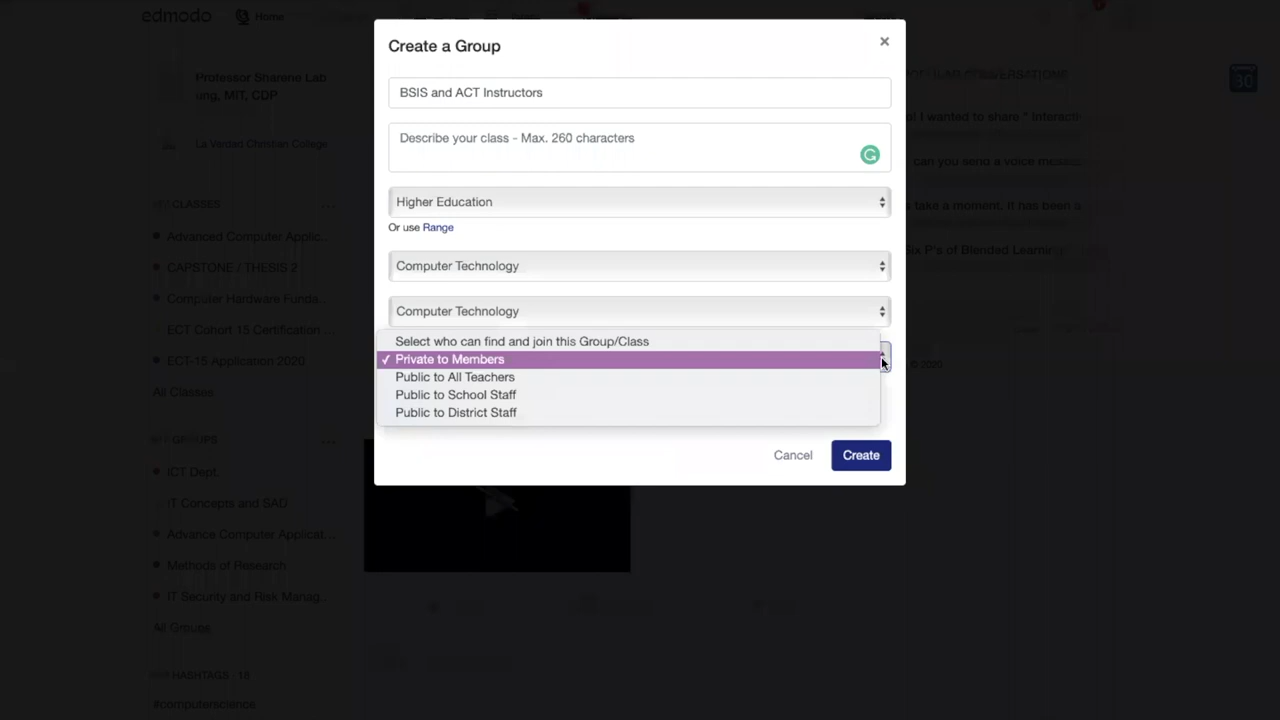 edmodo
Home
Create a Group
×
BSIS and ACT Instructors
Describe your class - Max. 260 characters
Higher Education
Or use Range
Computer Technology
Computer Technology
Select who can find and join this Group/Class
✓ Private to Members
Public to All Teachers
Public to School Staff
Public to District Staff
Cancel
Create
Professor Sharene Lab
ung, MIT, CDP
La Verdad Christian College
CLASSES
Advanced Computer Applic...
CAPSTONE / THESIS 2
Computer Hardware Funda...
ECT Cohort 15 Certification ...
ECT-15 Application 2020
All Classes
GROUPS
ICT Dept.
IT Concepts and SAD
Advance Computer Applicat...
Methods of Research
IT Security and Risk Manag...
All Groups
HASHTAGS · 18
#computerscience
CONVERSATIONS
30
! I wanted to share " Interacti
can you send a voice messa
take a moment. It has been a
Six P's of Blended Learning
© 2020